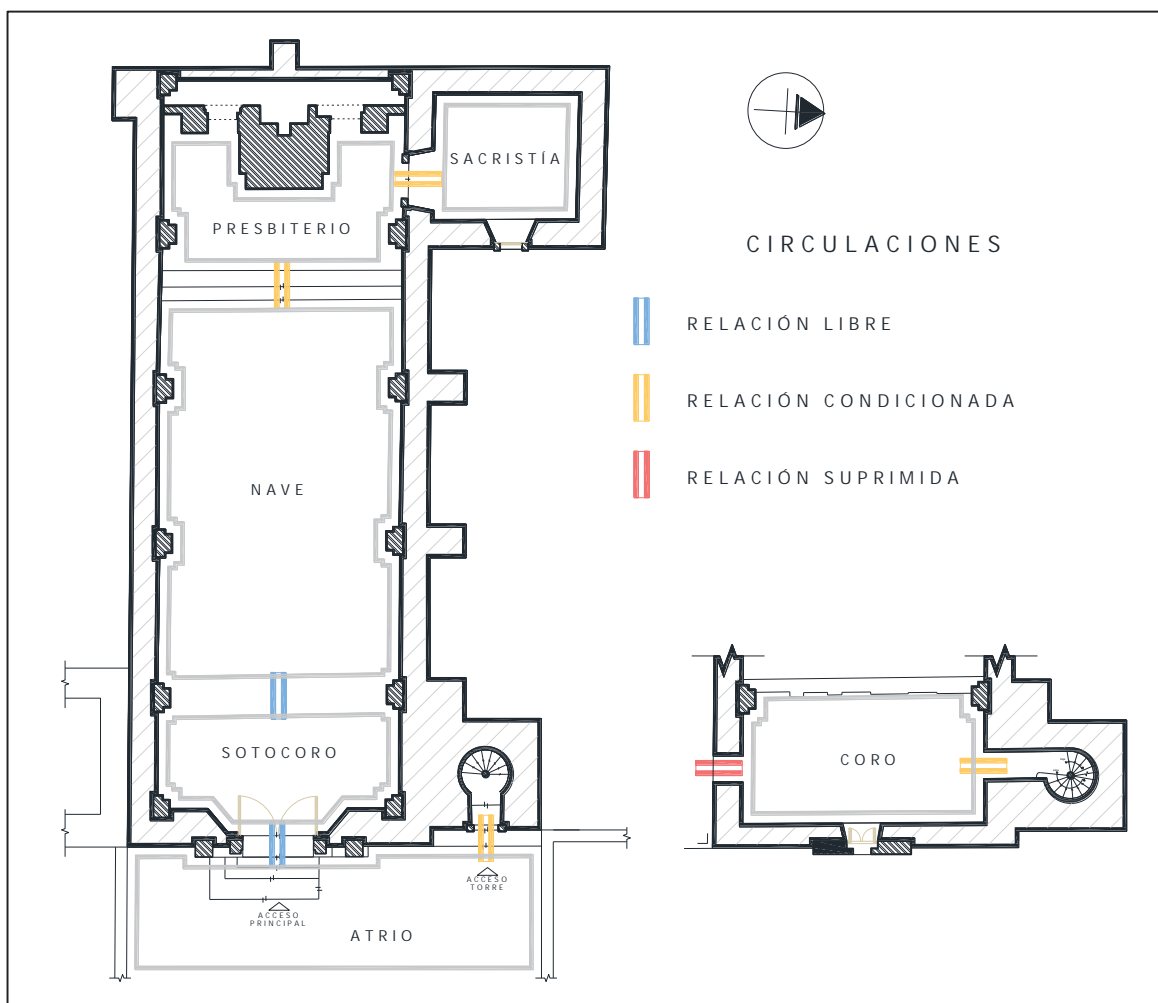 SACRISTÍA
PRESBITERIO
NAVE
SOTOCORO
ACCESO
TORRE
ACCESO
PRINCIPAL
ATRIO
CIRCULACIONES
RELACIÓN LIBRE
RELACIÓN CONDICIONADA
RELACIÓN SUPRIMIDA
CORO